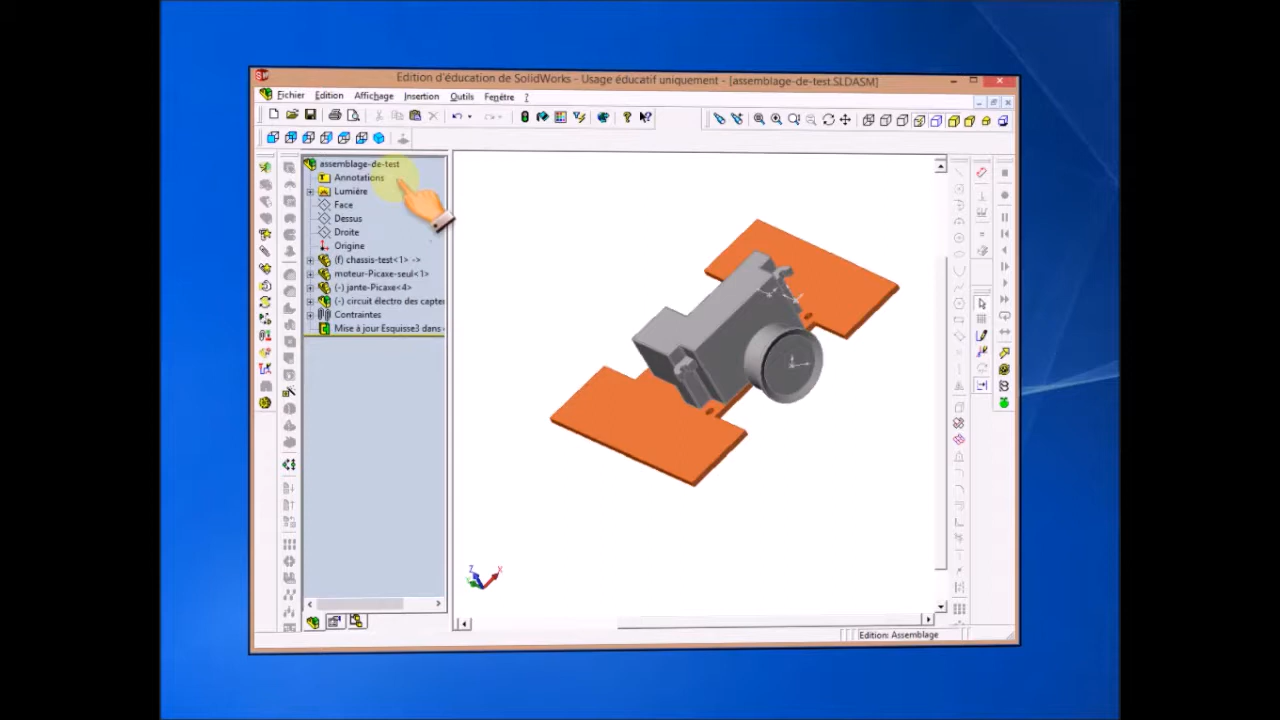 Edition d'éducation de SolidWorks - Usage éducatif uniquement - [assemblage-de-test.SLDASM]
Fichier Edition Affichage Insertion Outils Fenêtre ?
assemblage-de-test
Annotations
Lumière
Face
Dessus
Droite
Origine
(f) chassis-test<1> ->
moteur-Picaxe-seul<1>
(-) jante-Picaxe<4>
(-) circuit électro des capte
Contraintes
Mise à jour Esquisse3 dans
Z X
Edition: Assemblage